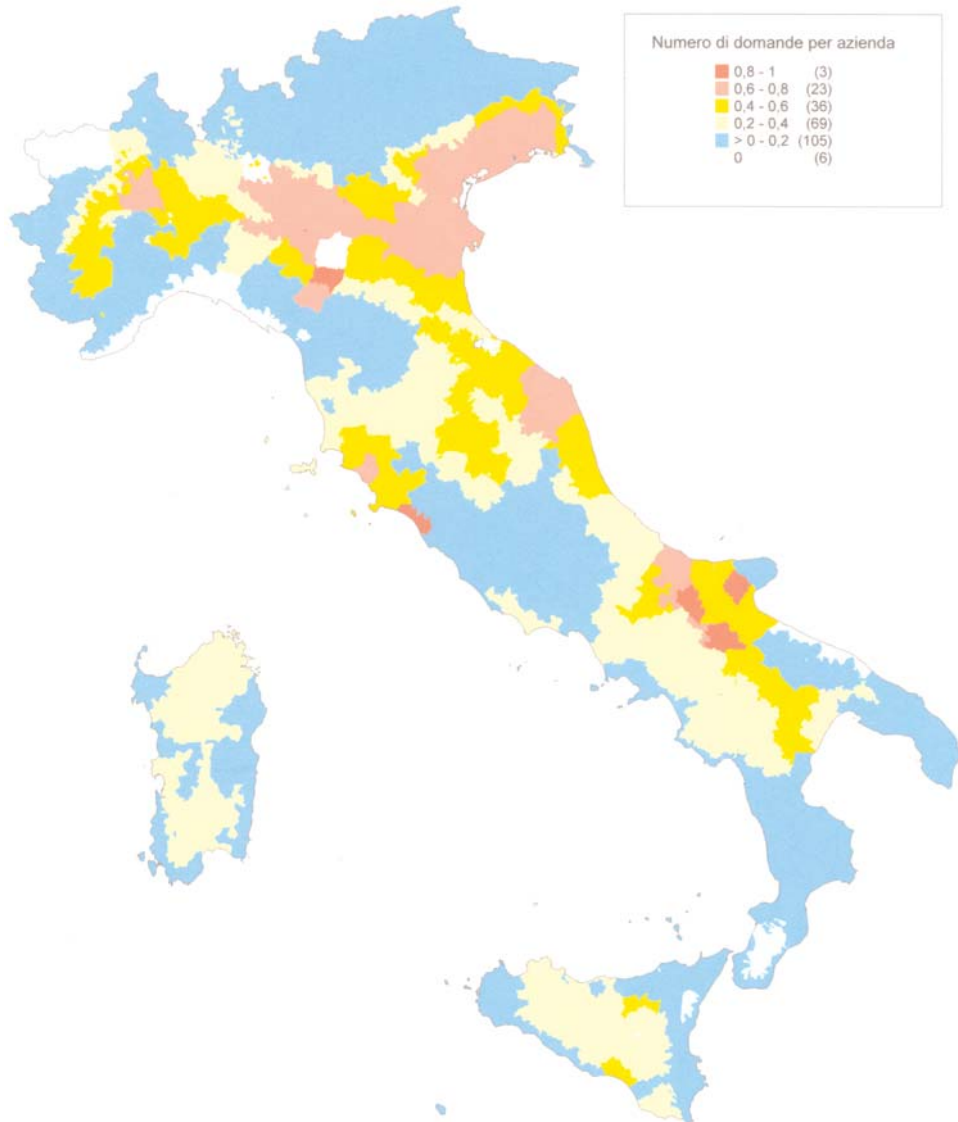 Numero di domande per azienda
0,8 - 1 (3)
0,6 - 0,8 (23)
0,4 - 0,6 (36)
0,2 - 0,4 (69)
> 0 - 0,2 (105)
0 (6)